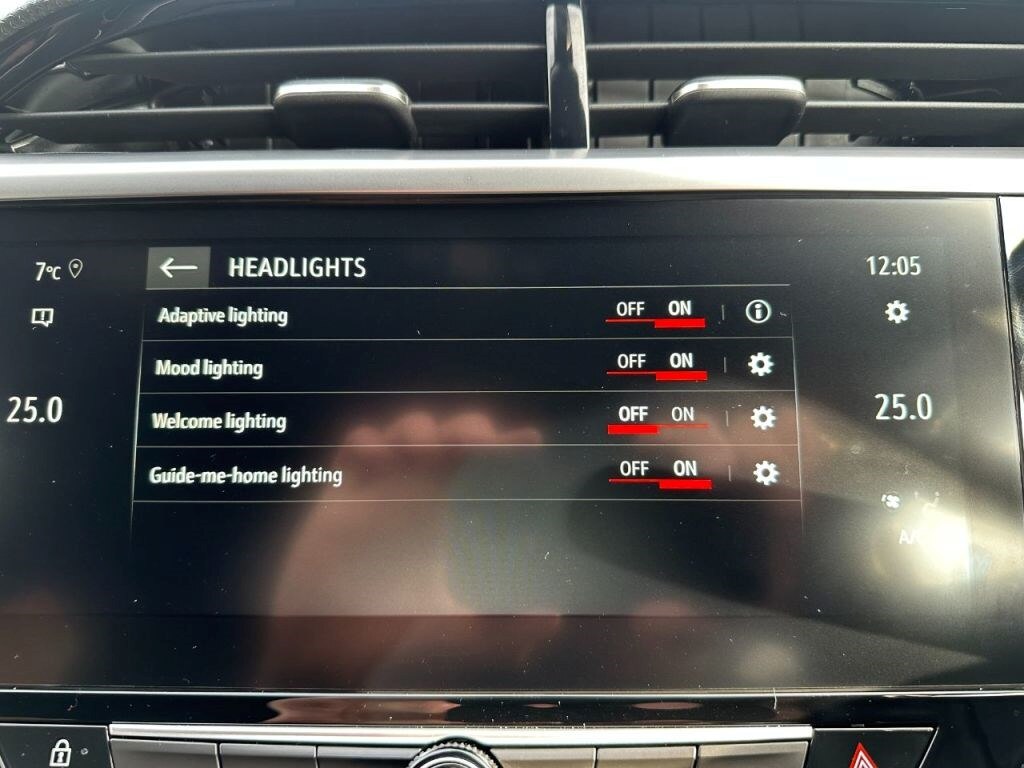 7°C
HEADLIGHTS
12:05
Adaptive lighting OFF ON
Mood lighting OFF ON
25.0
Welcome lighting OFF ON
25.0
Guide-me-home lighting OFF ON